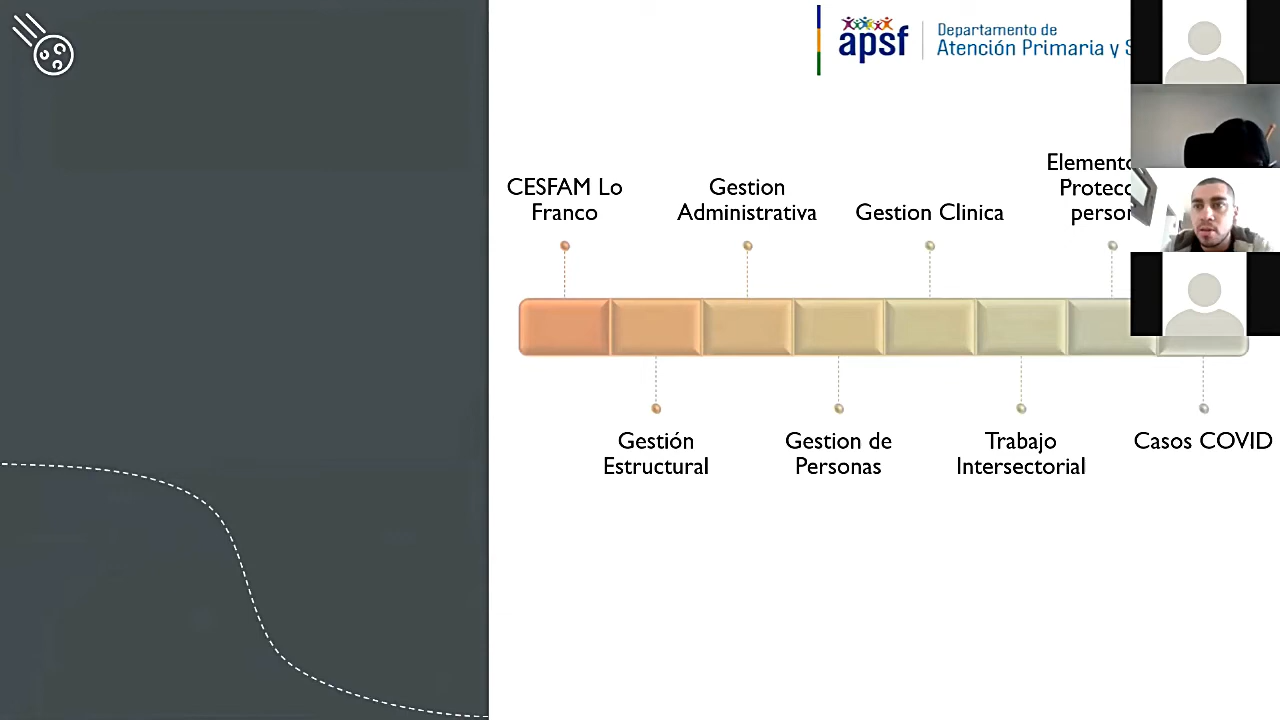 apsf
Departamento de
Atención Primaria y
CESFAM Lo
Franco
Gestion
Administrativa
Gestion Clinica
Gestión
Estructural
Gestion de
Personas
Trabajo
Intersectorial
Casos COVID